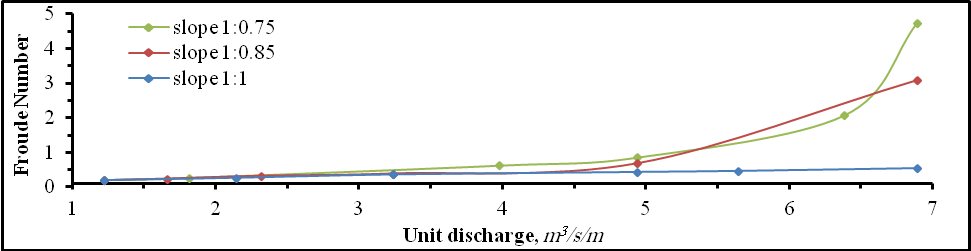 5
4
3
2
1
0
Froude Number
slope 1:0.75
slope 1:0.85
slope 1:1
1 2 3 4 5 6 7
Unit discharge, m³/s/m